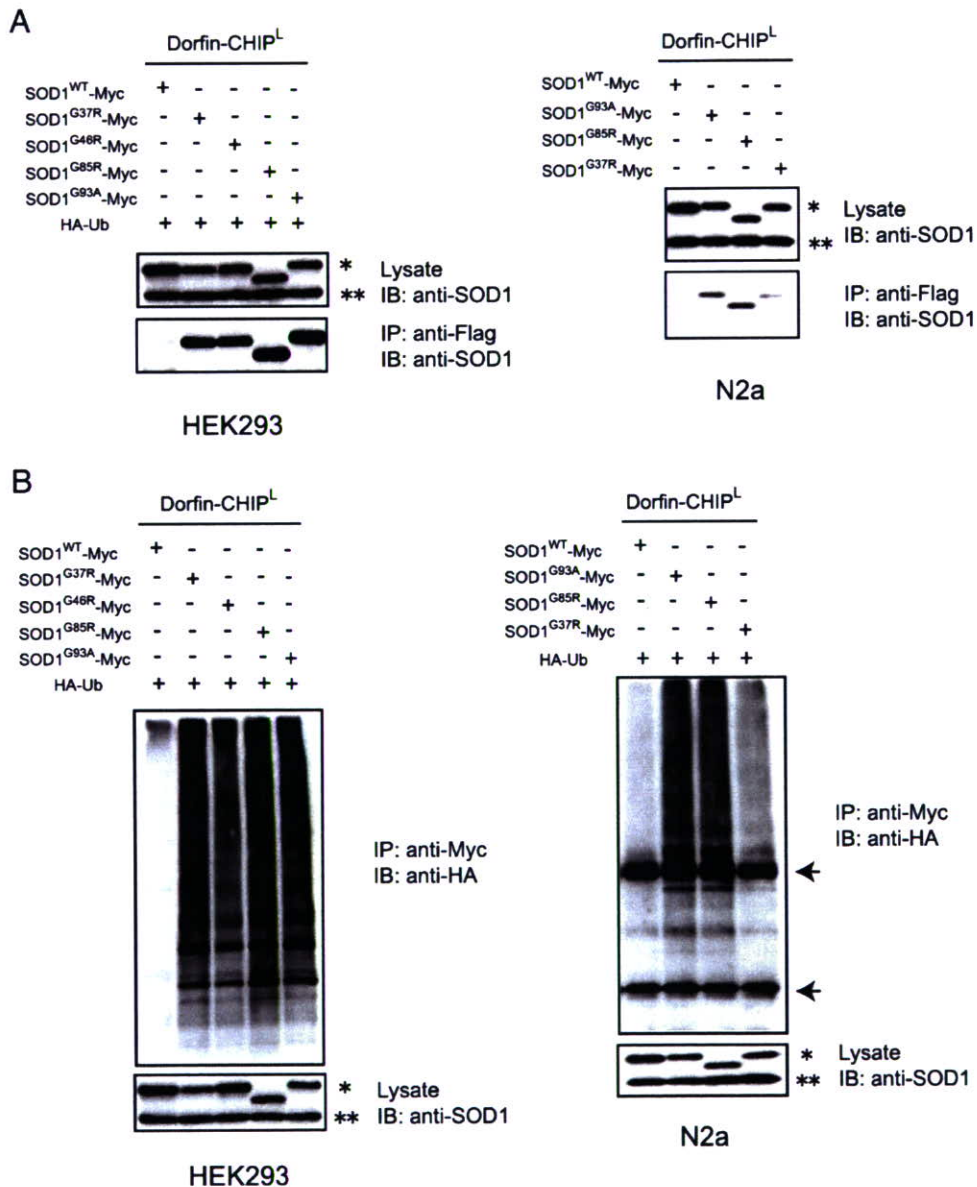 A
Dorfin-CHIP^L
SOD1^WT-Myc + - - - -
SOD1^G37R-Myc - + - - -
SOD1^G46R-Myc - - + - -
SOD1^G85R-Myc - - - + -
SOD1^G93A-Myc - - - - +
HA-Ub + + + + +
* Lysate
** IB: anti-SOD1
IP: anti-Flag
IB: anti-SOD1
HEK293
Dorfin-CHIP^L
SOD1^WT-Myc + - - -
SOD1^G93A-Myc - + - -
SOD1^G85R-Myc - - + -
SOD1^G37R-Myc - - - +
* Lysate
** IB: anti-SOD1
IP: anti-Flag
IB: anti-SOD1
N2a
B
Dorfin-CHIP^L
SOD1^WT-Myc + - - - -
SOD1^G37R-Myc - + - - -
SOD1^G46R-Myc - - + - -
SOD1^G85R-Myc - - - + -
SOD1^G93A-Myc - - - - +
HA-Ub + + + + +
IP: anti-Myc
IB: anti-HA
* Lysate
** IB: anti-SOD1
HEK293
Dorfin-CHIP^L
SOD1^WT-Myc + - - -
SOD1^G93A-Myc - + - -
SOD1^G85R-Myc - - + -
SOD1^G37R-Myc - - - +
HA-Ub + + + +
IP: anti-Myc
IB: anti-HA
* Lysate
** IB: anti-SOD1
N2a